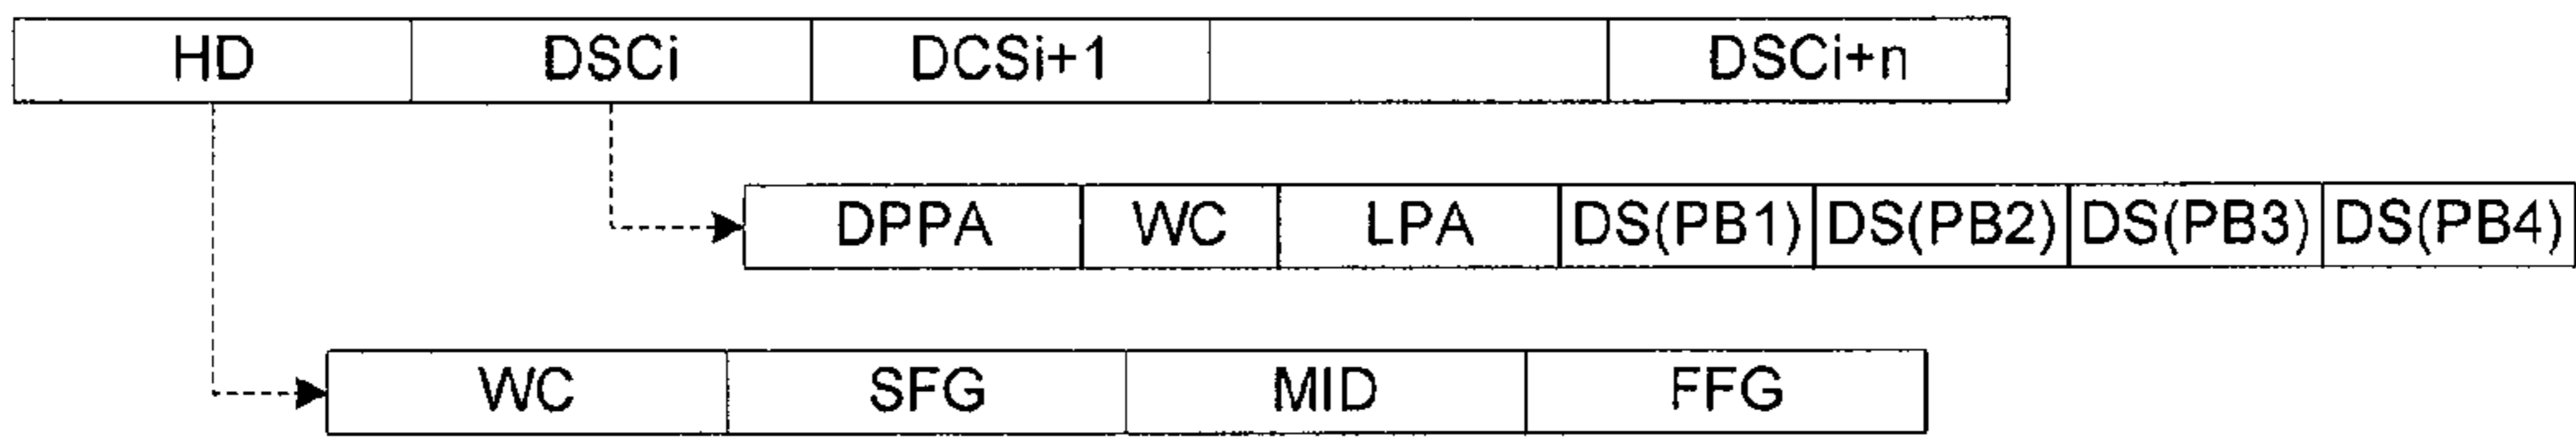 HD DSCi DCSi+1 DSCi+n
DPPA WC LPA DS(PB1) DS(PB2) DS(PB3) DS(PB4)
WC SFG MID FFG